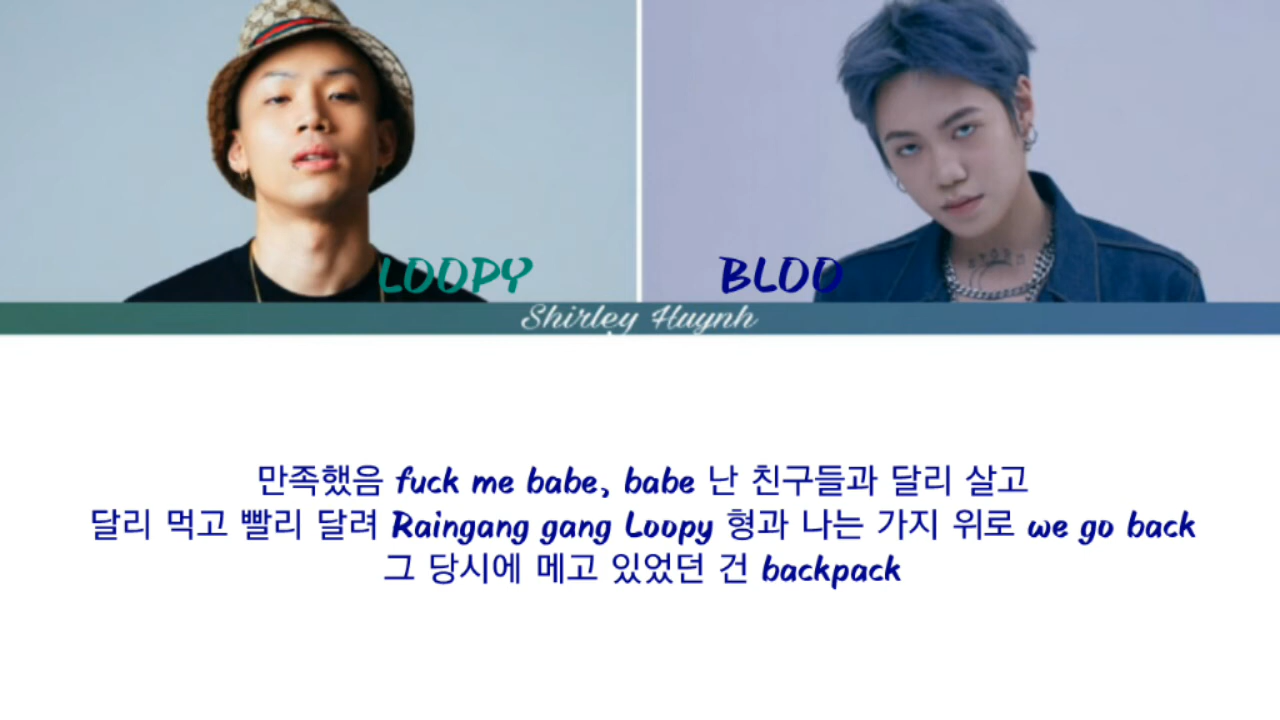 LOOPY BLOO
Shirley Huynh
만족했음 fuck me babe, babe 난 친구들과 달리 살고
달리 먹고 빨리 달려 Raingang gang Loopy 형과 나는 가지 위로 we go back
그 당시에 메고 있었던 건 backpack